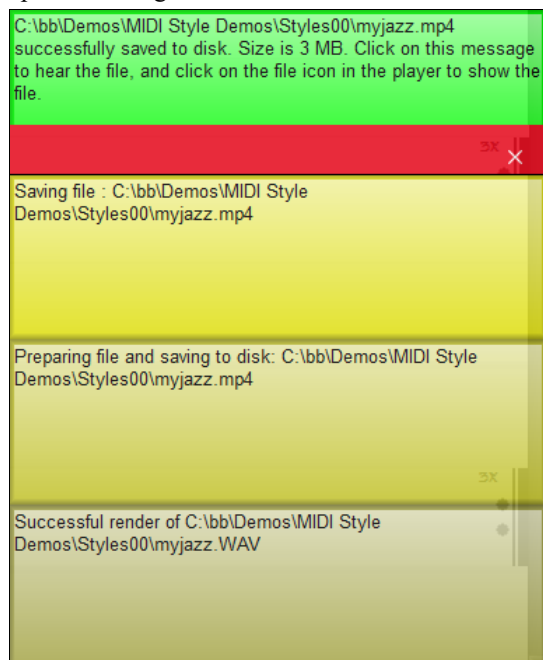 C:\bb\Demos\MIDI Style Demos\Styles00\myjazz.mp4
successfully saved to disk. Size is 3 MB. Click on this message
to hear the file, and click on the file icon in the player to show the
file.
3X
Saving file : C:\bb\Demos\MIDI Style
Demos\Styles00\myjazz.mp4
Preparing file and saving to disk: C:\bb\Demos\MIDI Style
Demos\Styles00\myjazz.mp4
3X
Successful render of C:\bb\Demos\MIDI Style
Demos\Styles00\myjazz.WAV